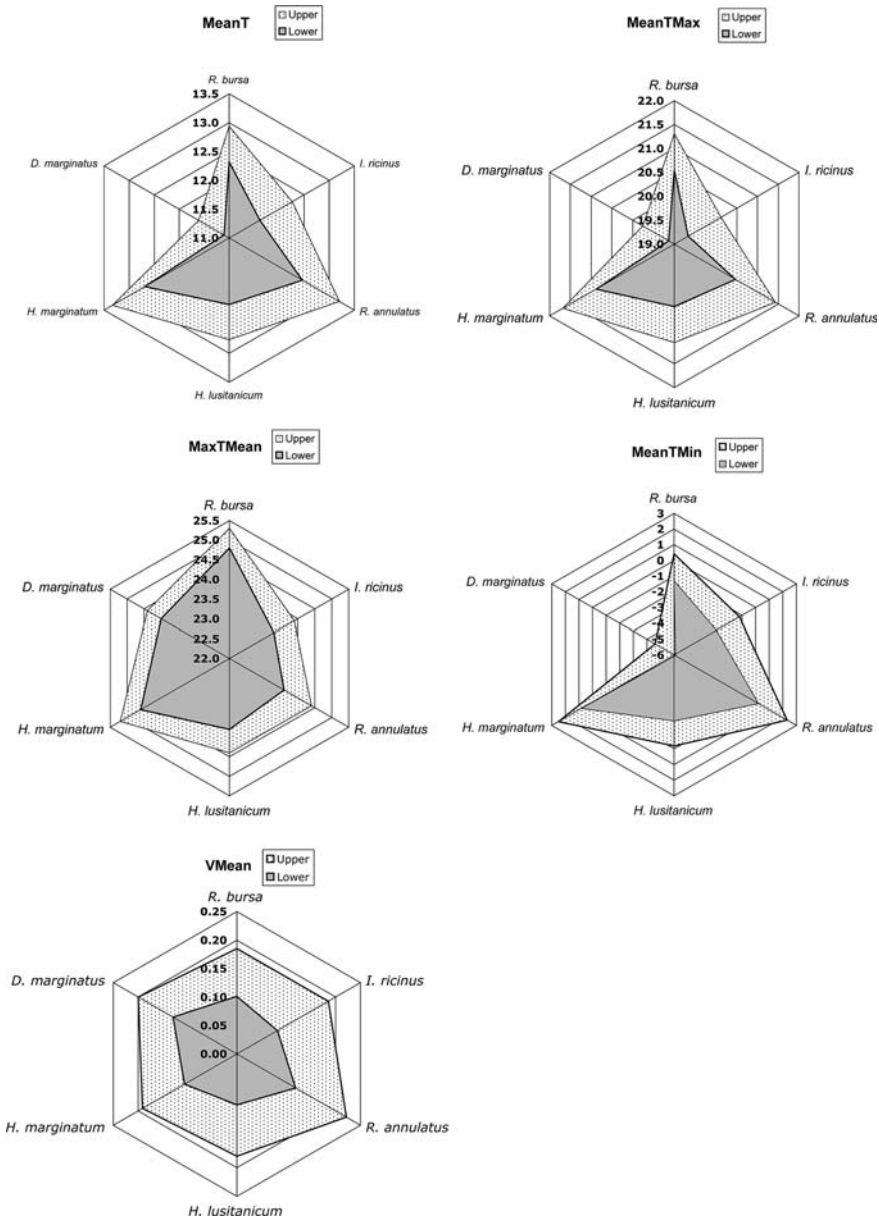 MeanT
Upper
Lower
R. bursa
13.5
13.0
12.5
12.0
11.5
11.0
D. marginatus
I. ricinus
H. marginatum
R. annulatus
H. lusitanicum
MeanTMax
Upper
Lower
R. bursa
22.0
21.5
21.0
20.5
20.0
19.5
19.0
D. marginatus
I. ricinus
H. marginatum
R. annulatus
H. lusitanicum
MaxTMean
Upper
Lower
R. bursa
25.5
25.0
24.5
24.0
23.5
23.0
22.5
22.0
D. marginatus
I. ricinus
H. marginatum
R. annulatus
H. lusitanicum
MeanTMin
Upper
Lower
R. bursa
3
2
1
0
-1
-2
-3
-4
-5
-6
D. marginatus
I. ricinus
H. marginatum
R. annulatus
H. lusitanicum
VMean
Upper
Lower
R. bursa
0.25
0.20
0.15
0.10
0.05
0.00
D. marginatus
I. ricinus
H. marginatum
R. annulatus
H. lusitanicum